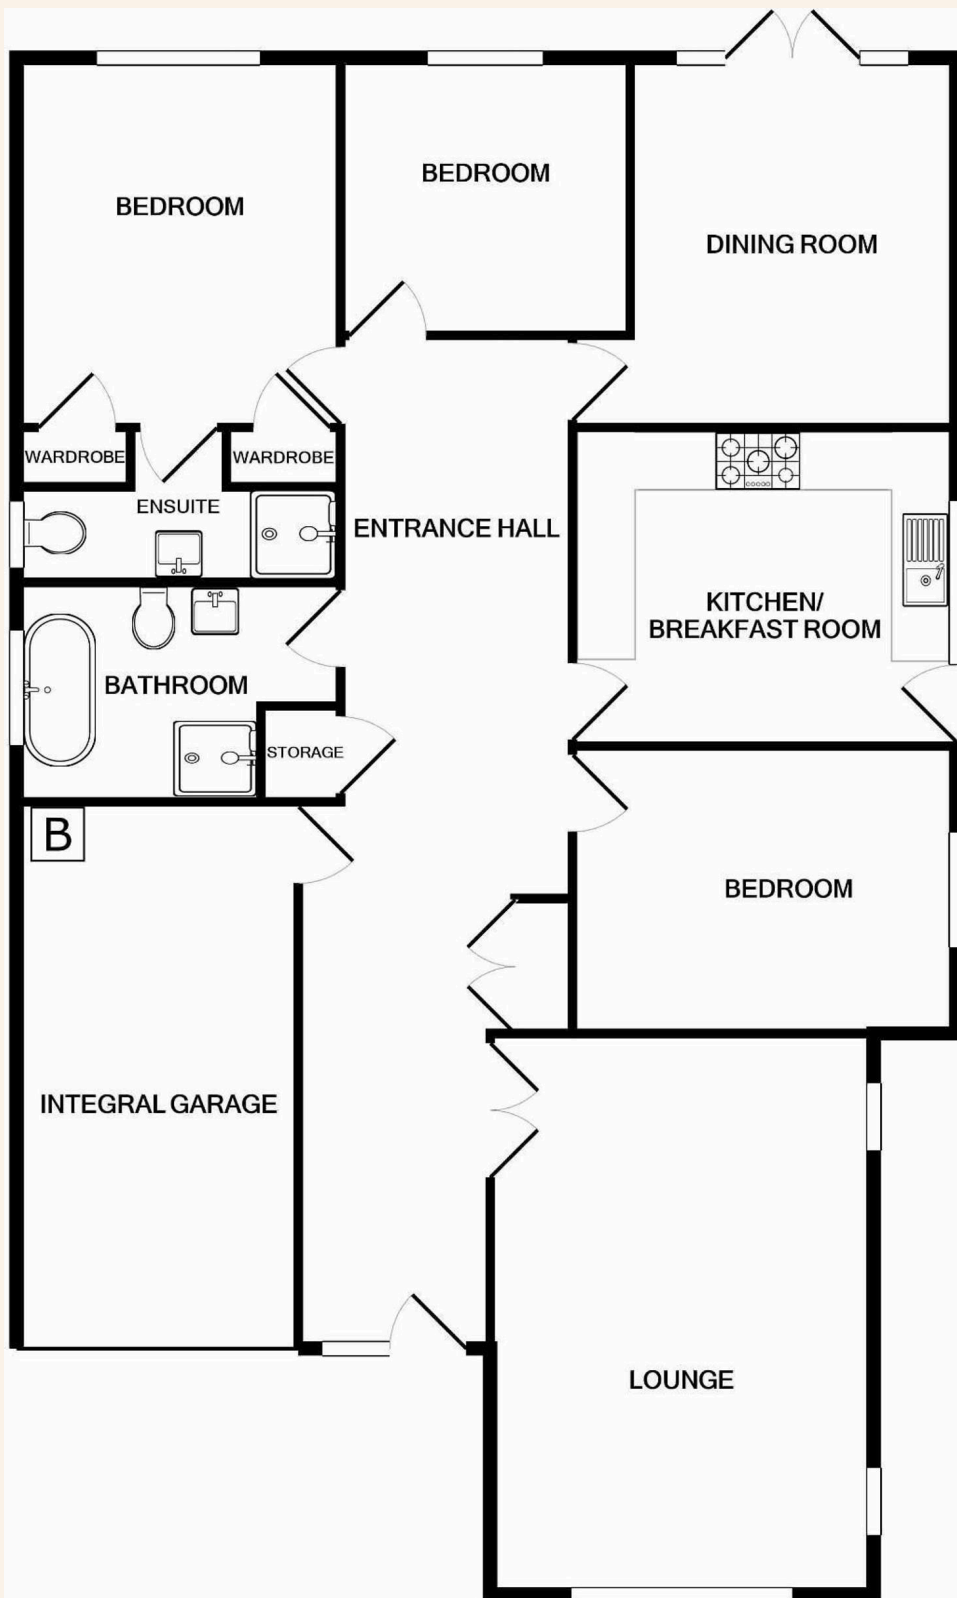 BEDROOM
BEDROOM
DINING ROOM
WARDROBE
WARDROBE
ENSUITE
ENTRANCE HALL
KITCHEN/
BREAKFAST ROOM
BATHROOM
STORAGE
B
BEDROOM
INTEGRAL GARAGE
LOUNGE